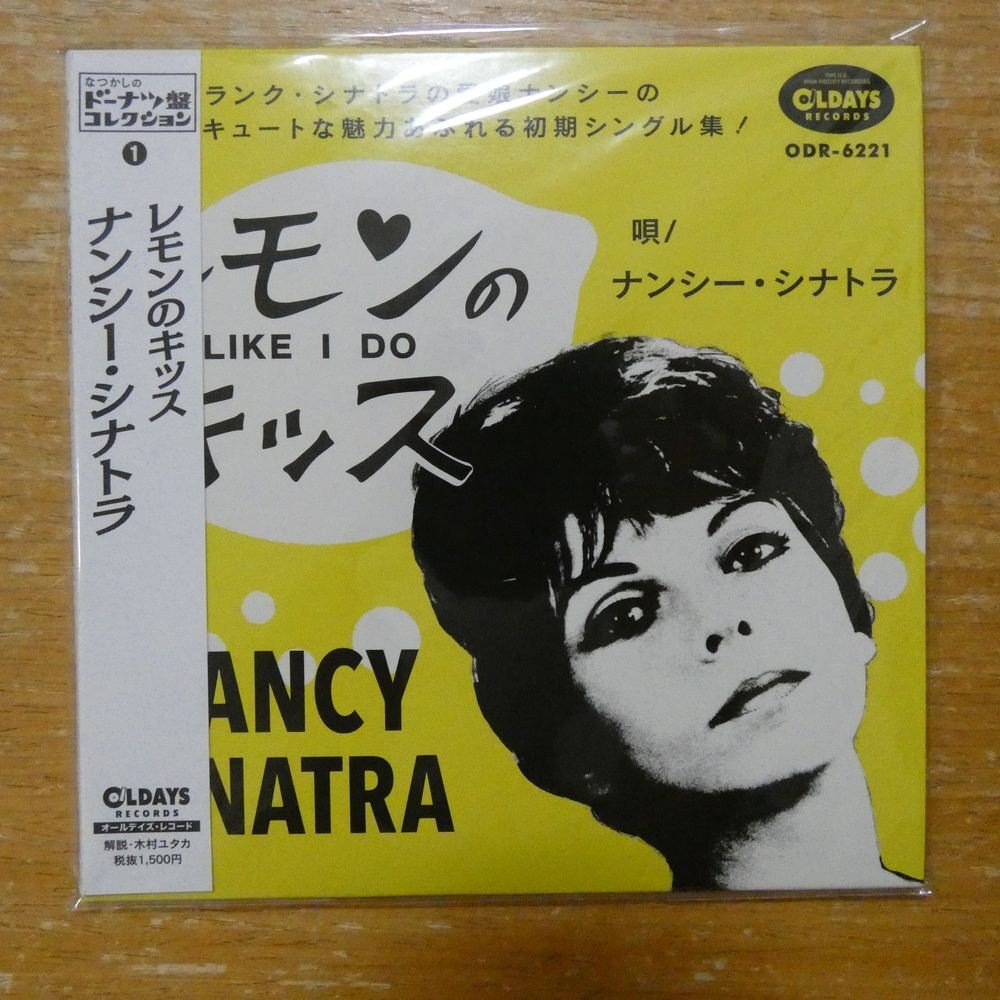 なつかしの
ドーナツ盤
コレクション
❶
レモンのキッス
ナンシー・シナトラ
OLDAYS
RECORDS
オールデイズ・レコード
解説・木村ユタカ
税抜1,500円
ランク・シナトラの愛娘ナンシーの
キュートな魅力あふれる初期シングル集!
THIS IS A
HIGH-FIDELITY RECORDING
OLDAYS
RECORDS
ODR-6221
レモンの
LIKE I DO
キッス
唄/
ナンシー・シナトラ
ANCY
NATRA